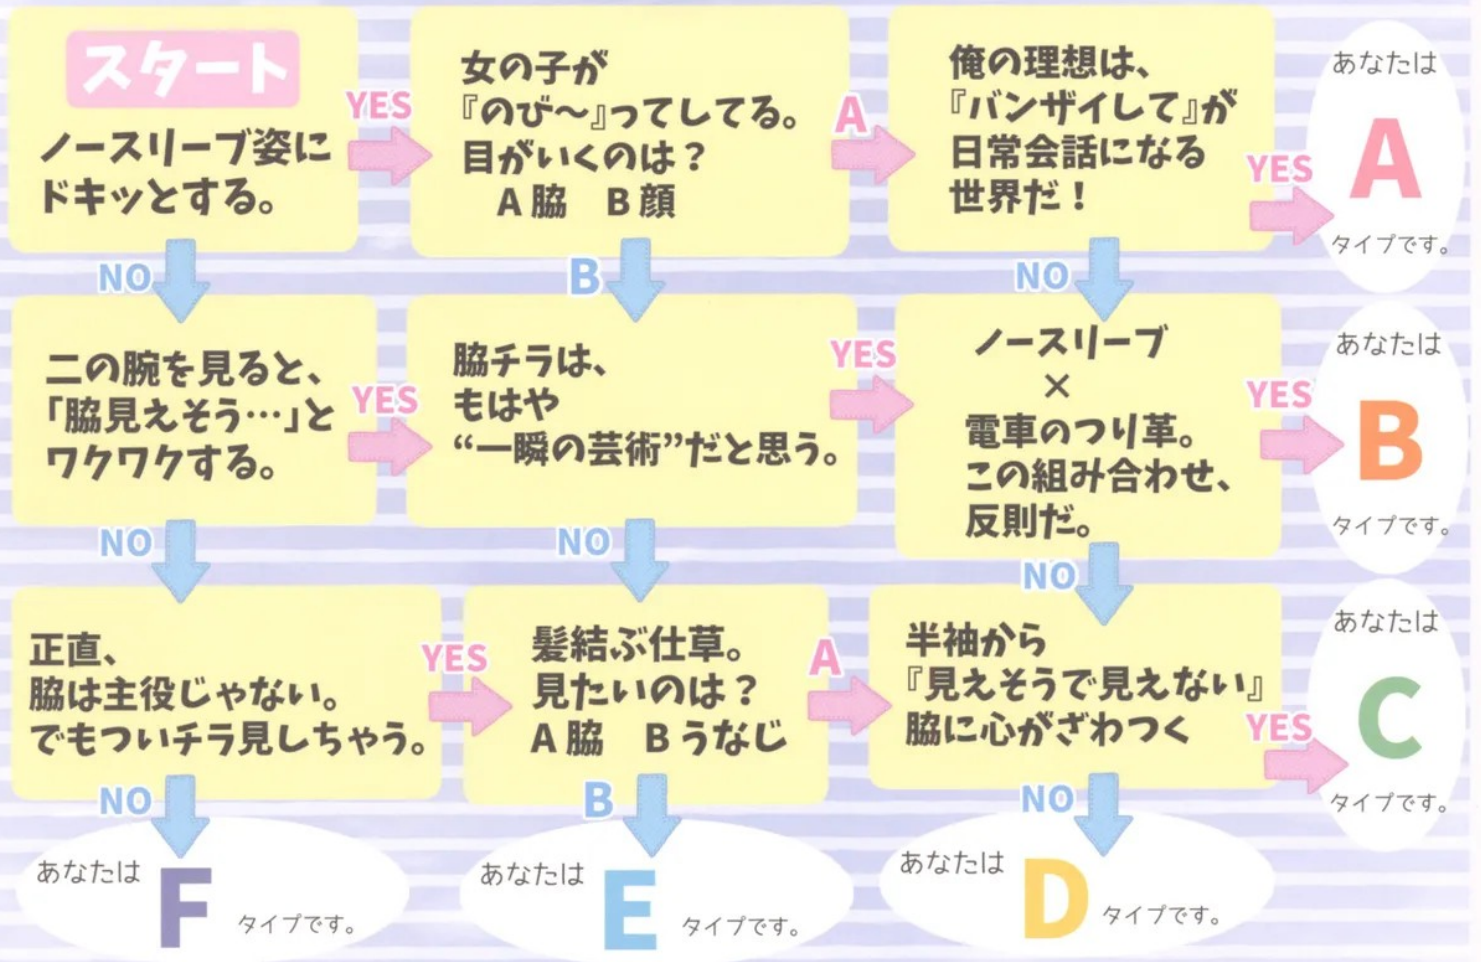 スタート
ノースリーブ姿に
ドキッとする。
YES
NO
女の子が
『のび〜』ってしてる。
目がいくのは？
A 脇　B 顔
A
B
俺の理想は、
『バンザイして』が
日常会話になる
世界だ！
YES
NO
あなたは
A
タイプです。
二の腕を見ると、
「脇見えそう…」と
ワクワクする。
YES
NO
脇チラは、
もはや
“一瞬の芸術”だと思う。
YES
NO
ノースリーブ
×
電車のつり革。
この組み合わせ、
反則だ。
YES
NO
あなたは
B
タイプです。
正直、
脇は主役じゃない。
でもついチラ見しちゃう。
YES
NO
髪結ぶ仕草。
見たいのは？
A 脇　B うなじ
A
B
半袖から
『見えそうで見えない』
脇に心がざわつく
YES
NO
あなたは
C
タイプです。
あなたは
F
タイプです。
あなたは
E
タイプです。
あなたは
D
タイプです。